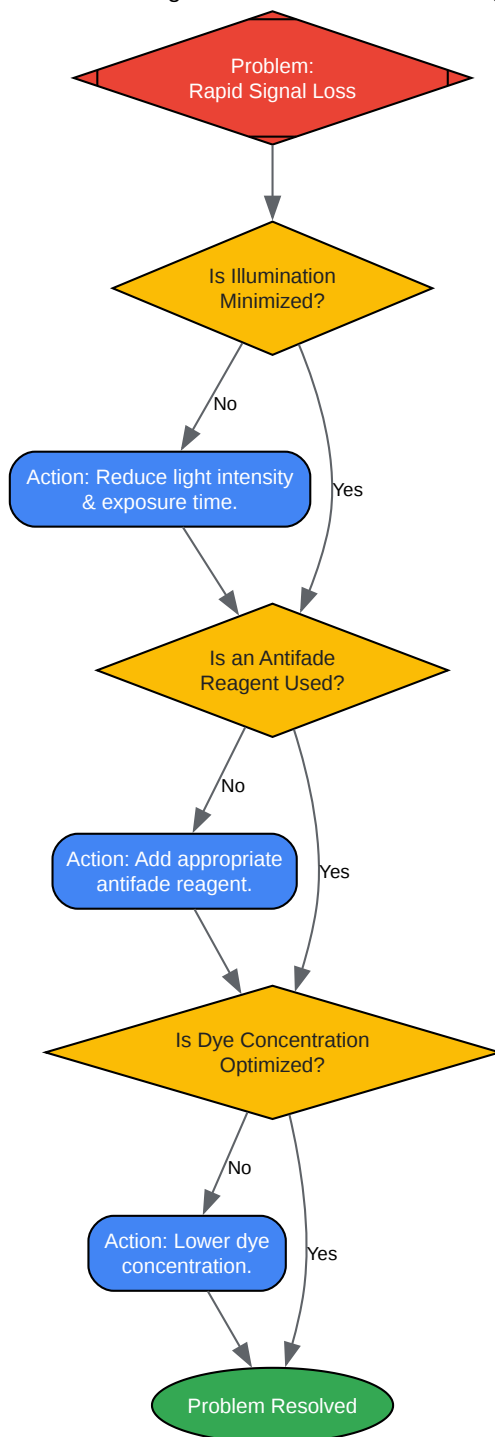 Problem:
Rapid Signal Loss
Is Illumination
Minimized?
No
Action: Reduce light intensity
& exposure time.
Yes
Is an Antifade
Reagent Used?
No
Action: Add appropriate
antifade reagent.
Yes
Is Dye Concentration
Optimized?
No
Action: Lower dye
concentration.
Yes
Problem Resolved